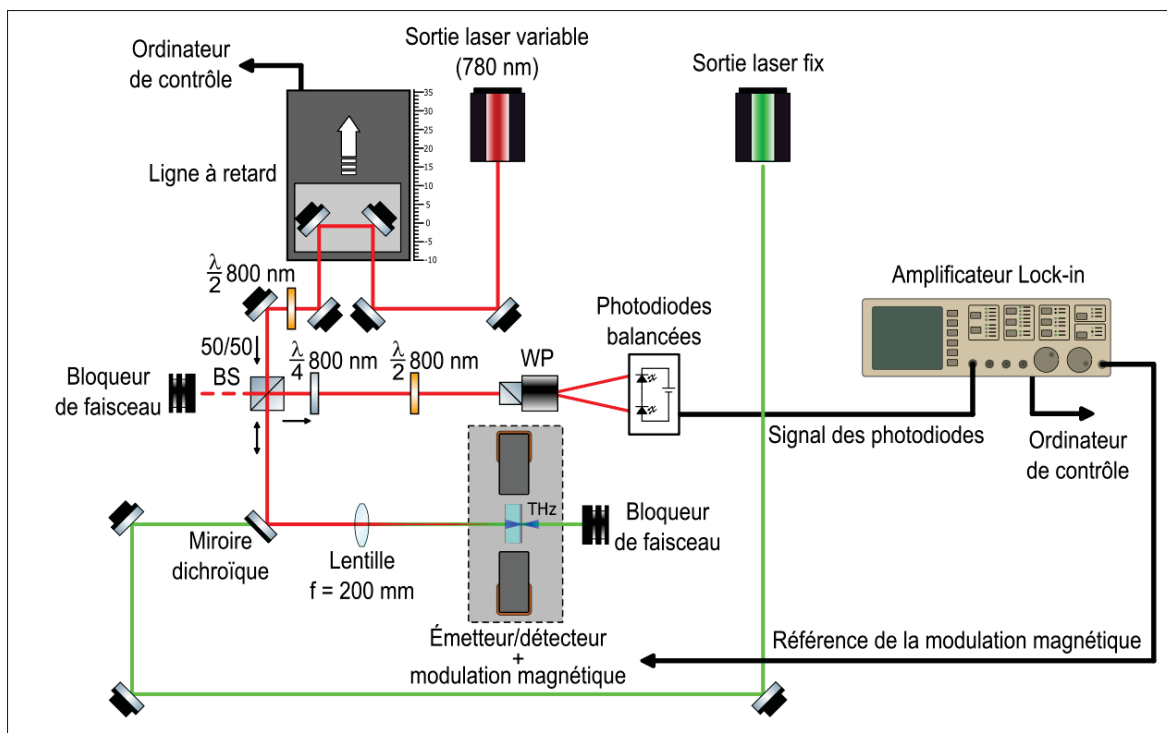 Sortie laser variable
(780 nm)
Sortie laser fix
Ordinateur
de contrôle
35
30
25
20
15
10
5
0
-5
-10
Ligne à retard
λ/2 800 nm
50/50
BS
λ/4 800 nm
λ/2 800 nm
WP
Photodiodes
balancées
Amplificateur Lock-in
Bloqueur
de faisceau
Signal des photodiodes
Ordinateur
de contrôle
THz
Bloqueur
de faisceau
Miroire
dichroïque
Lentille
f = 200 mm
Émetteur/détecteur
+
modulation magnétique
Référence de la modulation magnétique